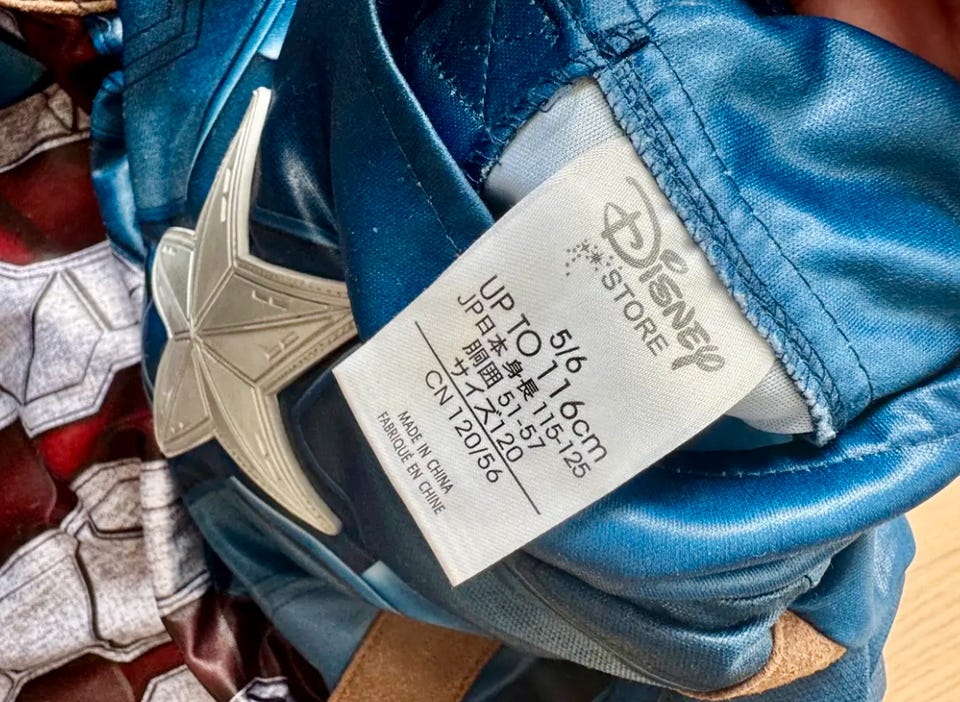 Disney
STORE
5/6
UP TO 116cm
JP日本 身長 115-125
胴囲 51-57
サイズ120
CN 120/56
MADE IN CHINA
FABRIQUÉ EN CHINE